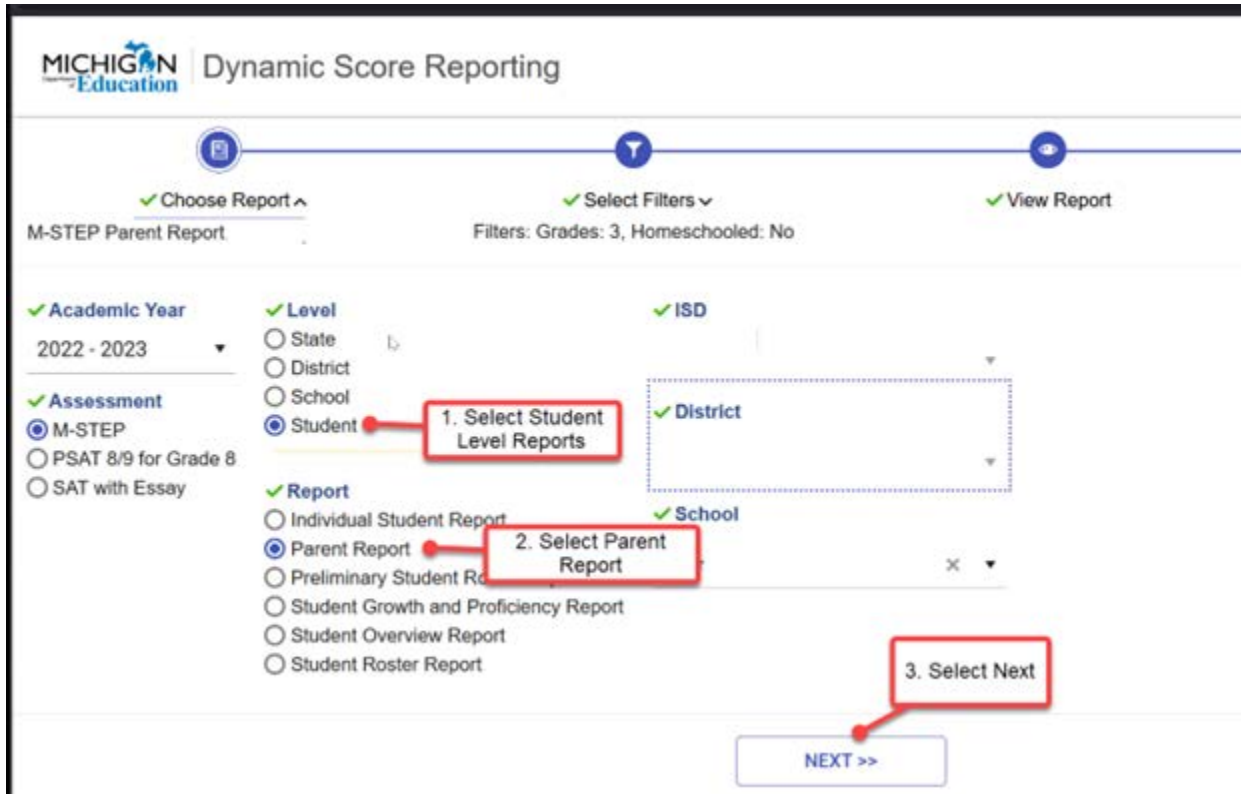 MICHIGAN
Department of Education
Dynamic Score Reporting
Choose Report
Select Filters
View Report
M-STEP Parent Report
Filters: Grades: 3, Homeschooled: No
Academic Year
2022 - 2023
Assessment
M-STEP
PSAT 8/9 for Grade 8
SAT with Essay
Level
State
District
School
Student
1. Select Student
Level Reports
Report
Individual Student Report
Parent Report
2. Select Parent
Report
Preliminary Student
Student Growth and Proficiency Report
Student Overview Report
Student Roster Report
ISD
District
School
3. Select Next
NEXT >>